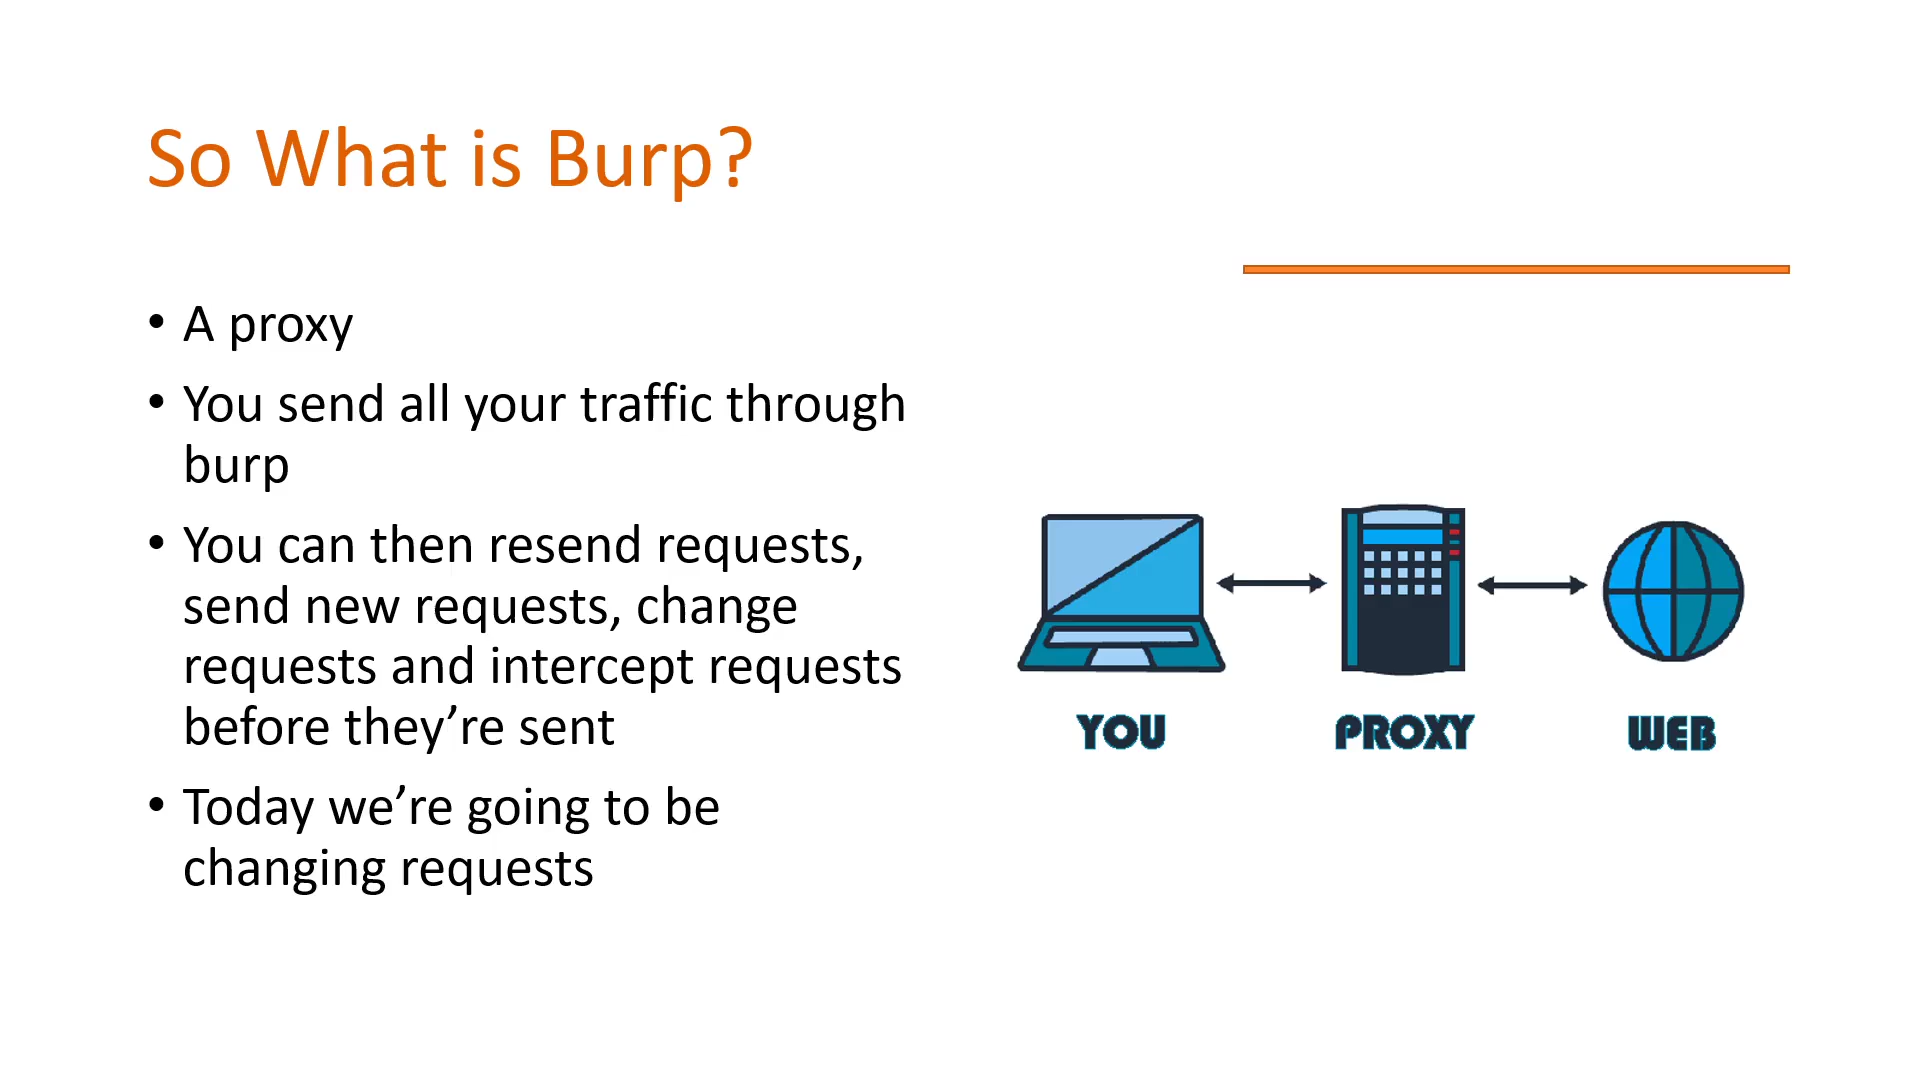 So What is Burp?
• A proxy
• You send all your traffic through
burp
• You can then resend requests,
send new requests, change
requests and intercept requests
before they’re sent
• Today we’re going to be
changing requests
YOU
PROXY
WEB